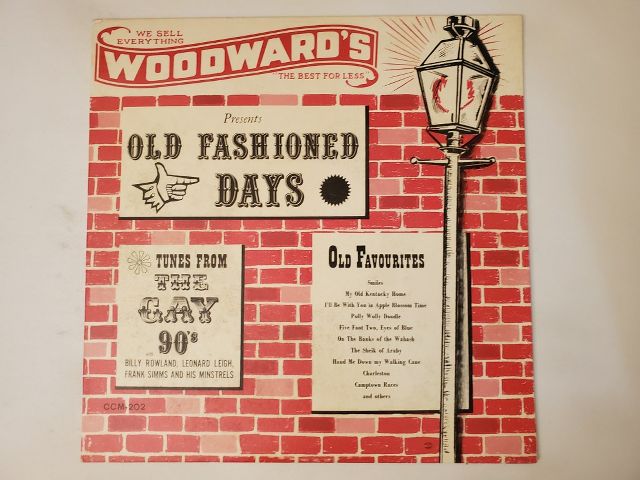 WE SELL
EVERYTHING
WOODWARD'S
"THE BEST FOR LESS"
Presents
OLD FASHIONED
DAYS
TUNES FROM
THE
GAY
90's
with
BILLY ROWLAND, LEONARD LEIGH,
FRANK SIMMS AND HIS MINSTRELS
OLD FAVOURITES
Smiles
My Old Kentucky Home
I'll Be With You in Apple Blossom Time
Polly Wolly Doodle
Five Foot Two, Eyes of Blue
On The Banks of the Wabash
The Sheik of Araby
Hand Me Down my Walking Cane
Charleston
Camptown Races
and others
CCM-202